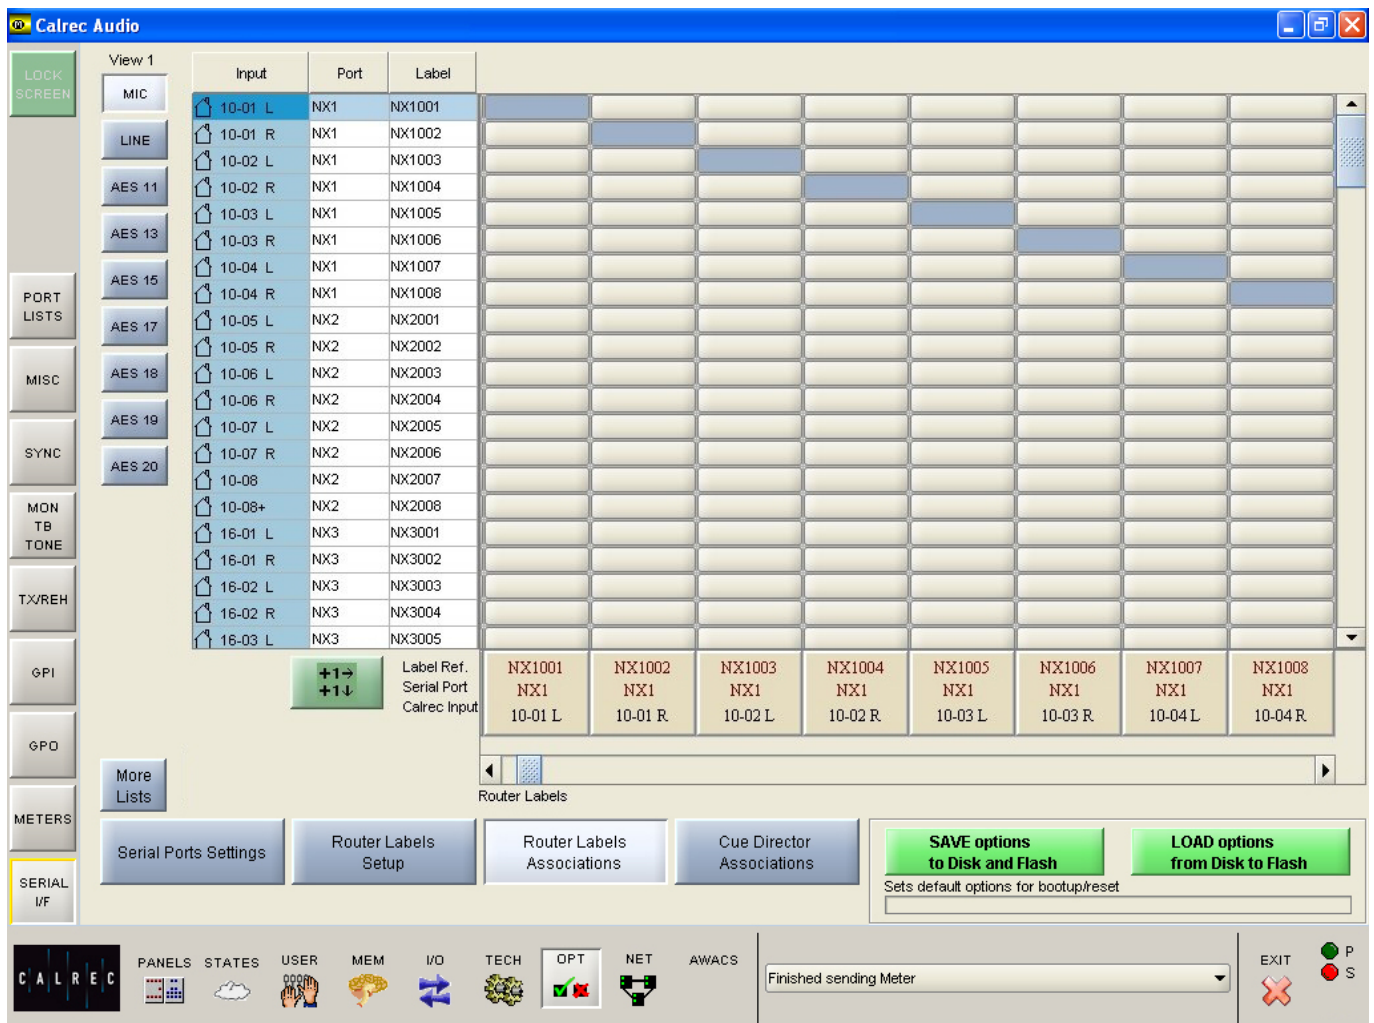 Calrec Audio
LOCK
SCREEN
PORT
LISTS
MISC
SYNC
MON
TB
TONE
TX/REH
GPI
GPO
METERS
SERIAL
I/F
View 1
MIC
LINE
AES 11
AES 13
AES 15
AES 17
AES 18
AES 19
AES 20
More
Lists
Input Port Label
10-01 L NX1 NX1001
10-01 R NX1 NX1002
10-02 L NX1 NX1003
10-02 R NX1 NX1004
10-03 L NX1 NX1005
10-03 R NX1 NX1006
10-04 L NX1 NX1007
10-04 R NX1 NX1008
10-05 L NX2 NX2001
10-05 R NX2 NX2002
10-06 L NX2 NX2003
10-06 R NX2 NX2004
10-07 L NX2 NX2005
10-07 R NX2 NX2006
10-08 NX2 NX2007
10-08+ NX2 NX2008
16-01 L NX3 NX3001
16-01 R NX3 NX3002
16-02 L NX3 NX3003
16-02 R NX3 NX3004
16-03 L NX3 NX3005
+1→
+1↓
Label Ref. NX1001 NX1002 NX1003 NX1004 NX1005 NX1006 NX1007 NX1008
Serial Port NX1 NX1 NX1 NX1 NX1 NX1 NX1 NX1
Calrec Input 10-01 L 10-01 R 10-02 L 10-02 R 10-03 L 10-03 R 10-04 L 10-04 R
Router Labels
Serial Ports Settings
Router Labels
Setup
Router Labels
Associations
Cue Director
Associations
SAVE options
to Disk and Flash
LOAD options
from Disk to Flash
Sets default options for bootup/reset
CALREC
PANELS STATES USER MEM I/O TECH OPT NET AWACS
Finished sending Meter
EXIT
P
S